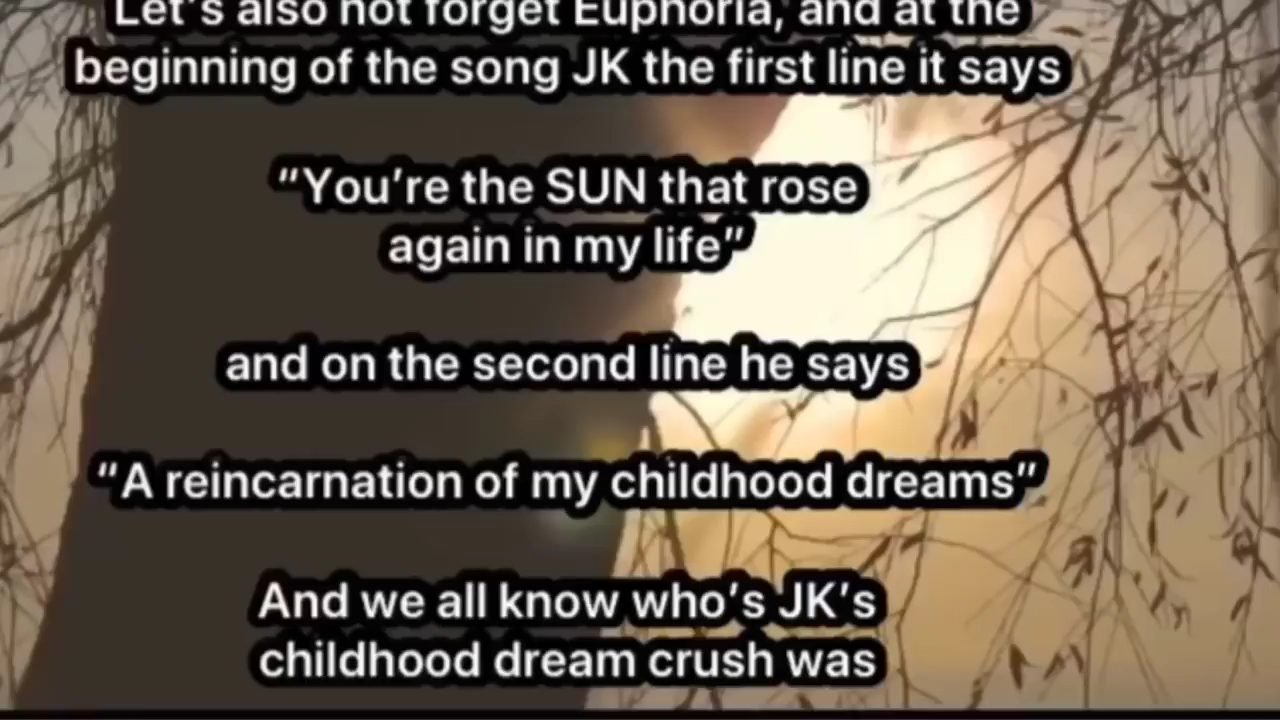 Let's also not forget Euphoria, and at the
beginning of the song JK the first line it says
"You're the SUN that rose
again in my life"
and on the second line he says
"A reincarnation of my childhood dreams"
And we all know who's JK's
childhood dream crush was